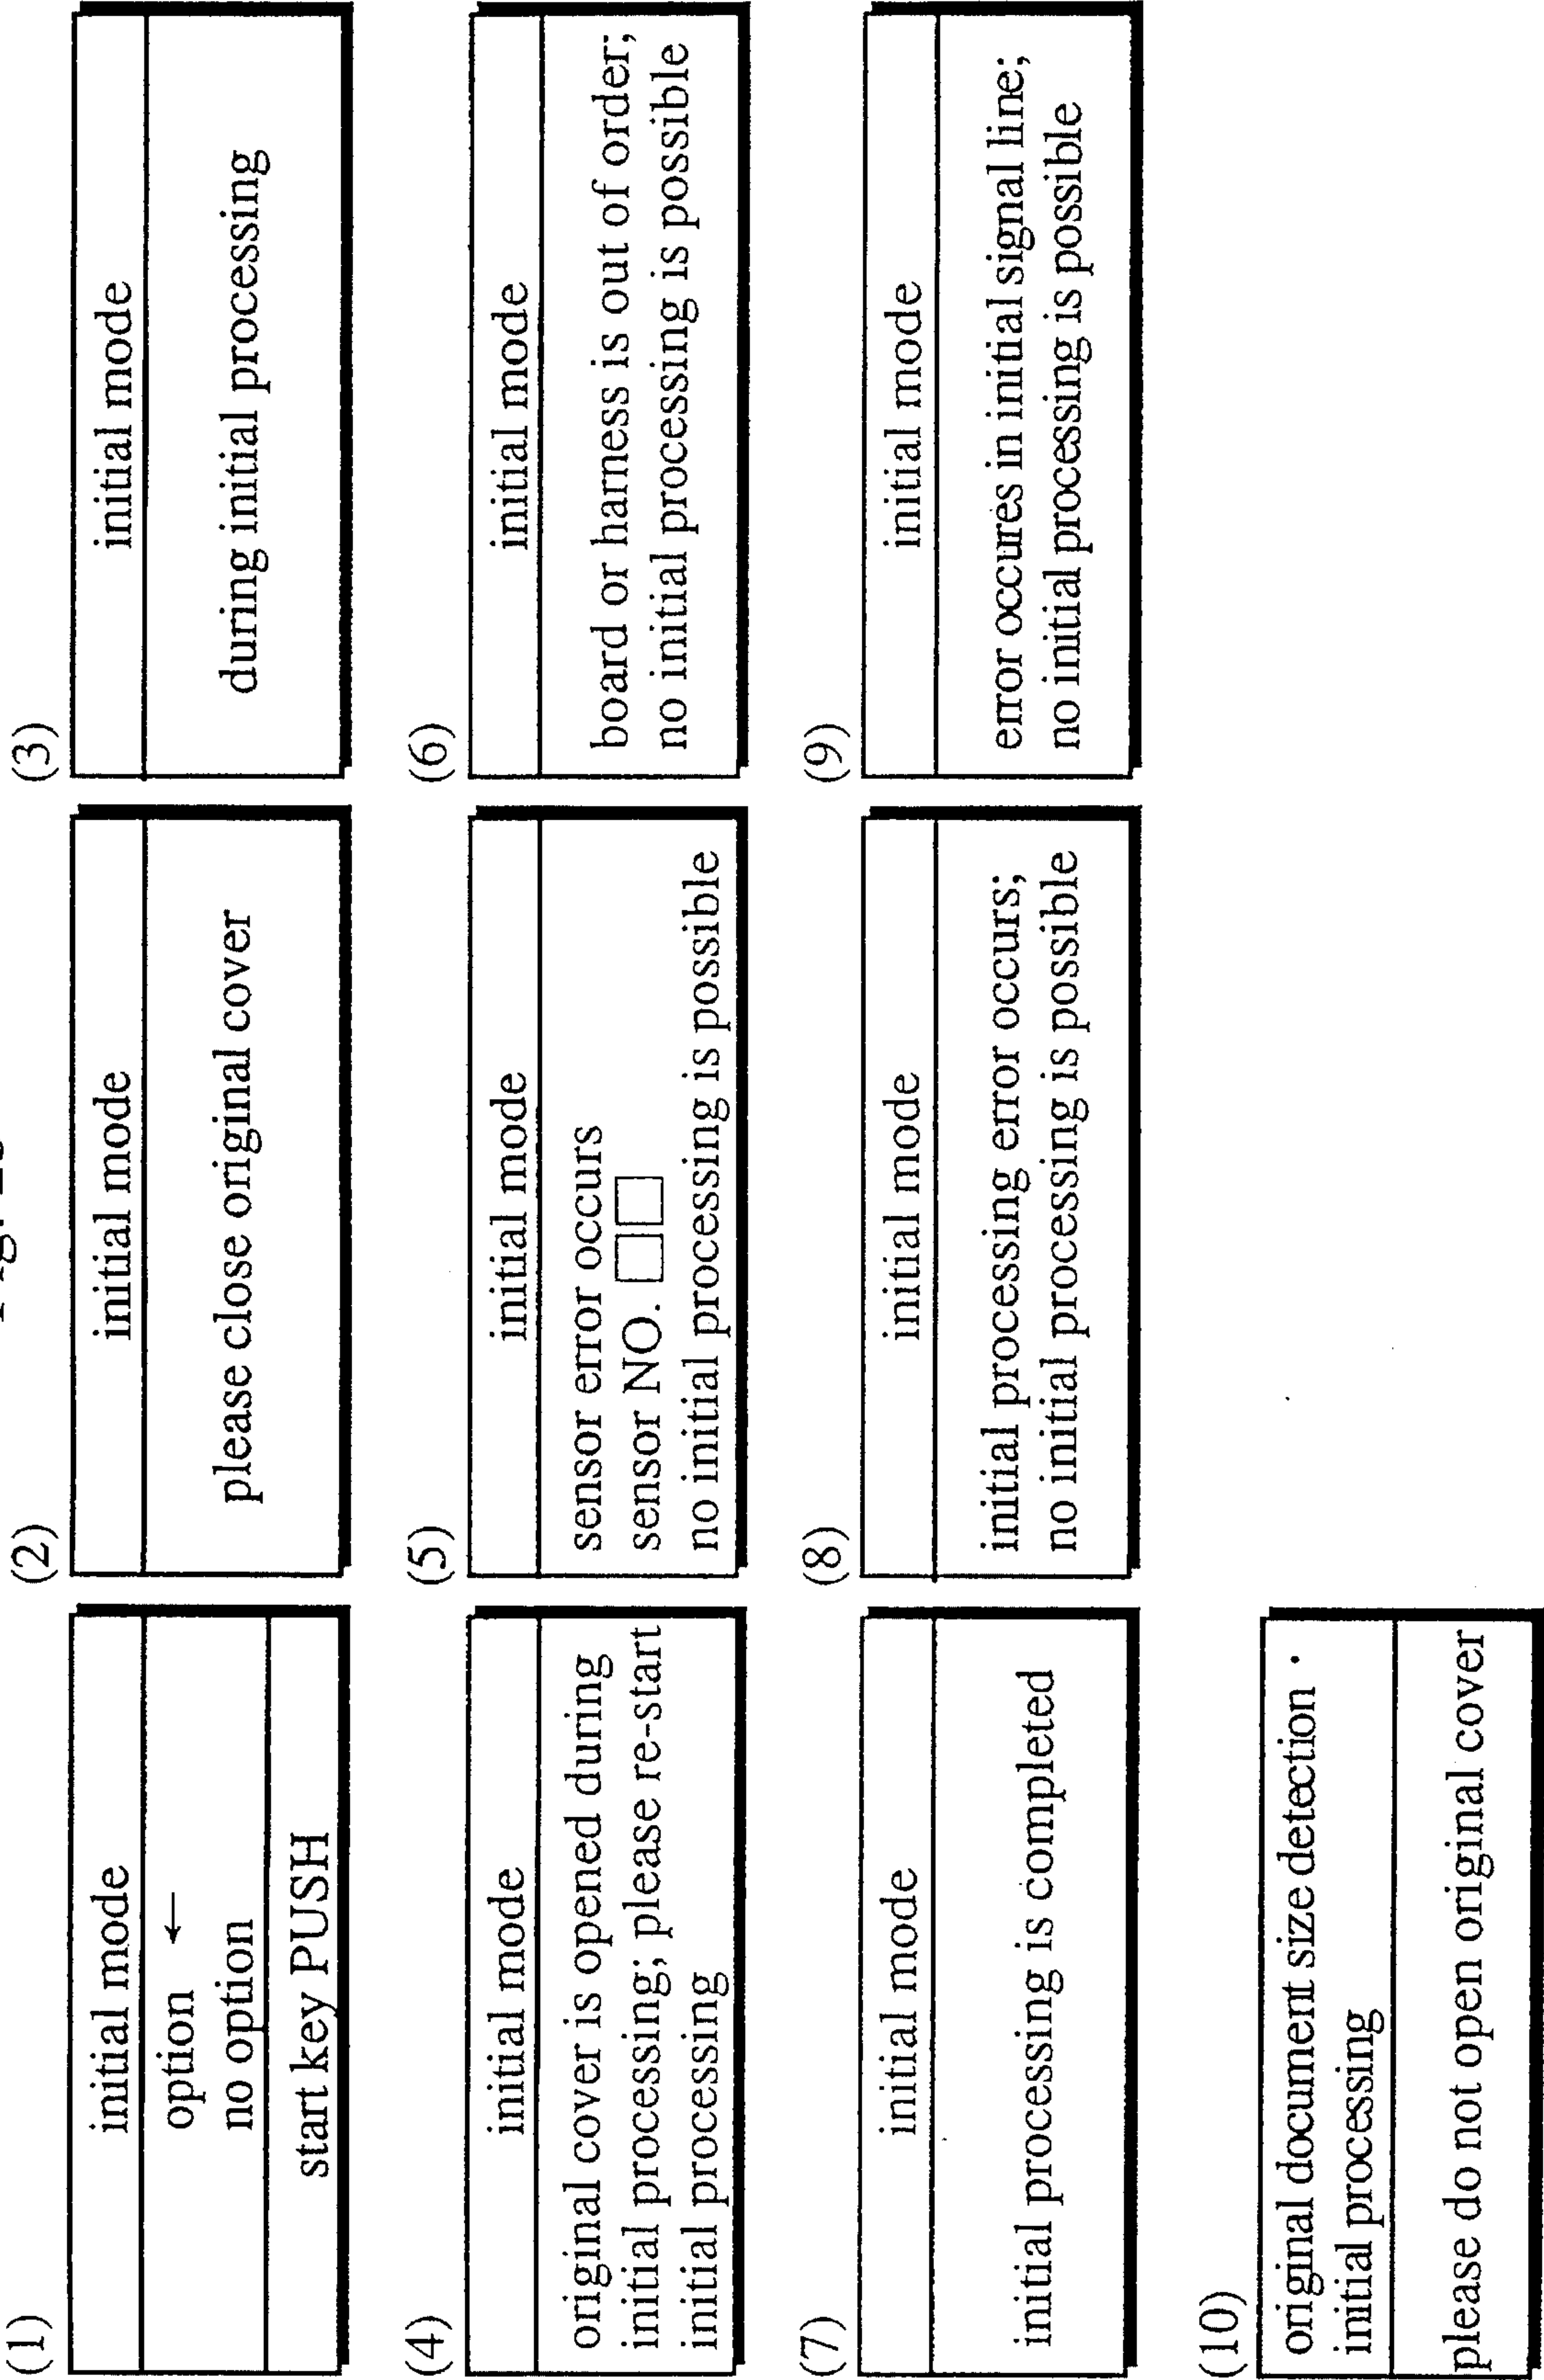 (1)
initial mode
option ←
no option
start key PUSH
(2)
initial mode
please close original cover
(3)
initial mode
during initial processing
(4)
initial mode
original cover is opened during
initial processing; please re-start
initial processing
(5)
initial mode
sensor error occurs
sensor NO. □□
no initial processing is possible
(6)
initial mode
board or harness is out of order;
no initial processing is possible
(7)
initial mode
initial processing is completed
(8)
initial mode
initial processing error occurs;
no initial processing is possible
(9)
initial mode
error occures in initial signal line;
no initial processing is possible
(10)
original document size detection ·
initial processing
please do not open original cover